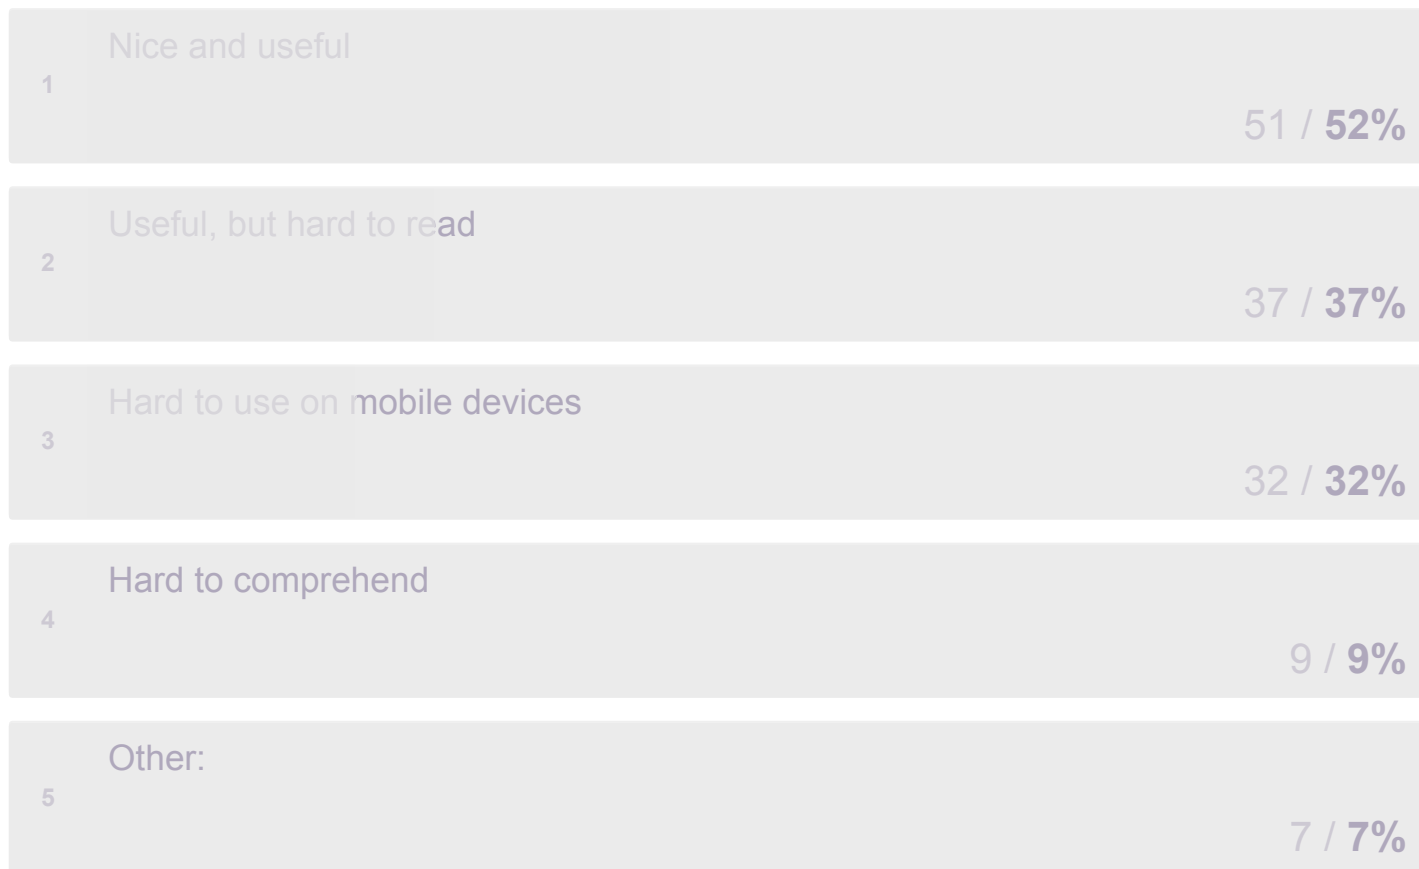 Nice and useful
1
51 / 52%
Useful, but hard to read
2
37 / 37%
Hard to use on mobile devices
3
32 / 32%
Hard to comprehend
4
9 / 9%
Other:
5
7 / 7%